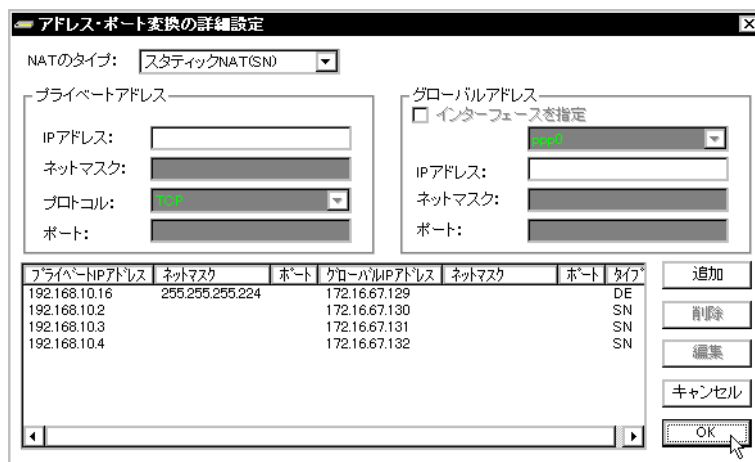 アドレス・ポート変換の詳細設定
NATのタイプ: スタティックNAT(SN)
プライベートアドレス
IPアドレス:
ネットマスク:
プロトコル: TCP
ポート:
グローバルアドレス
インターフェースを指定
ppp0
IPアドレス:
ネットマスク:
ポート:
プライベートIPアドレス ネットマスク ポート グローバルIPアドレス ネットマスク ポート タイプ
192.168.10.16 255.255.255.224 172.16.67.129 DE
192.168.10.2 172.16.67.130 SN
192.168.10.3 172.16.67.131 SN
192.168.10.4 172.16.67.132 SN
追加
削除
編集
キャンセル
OK